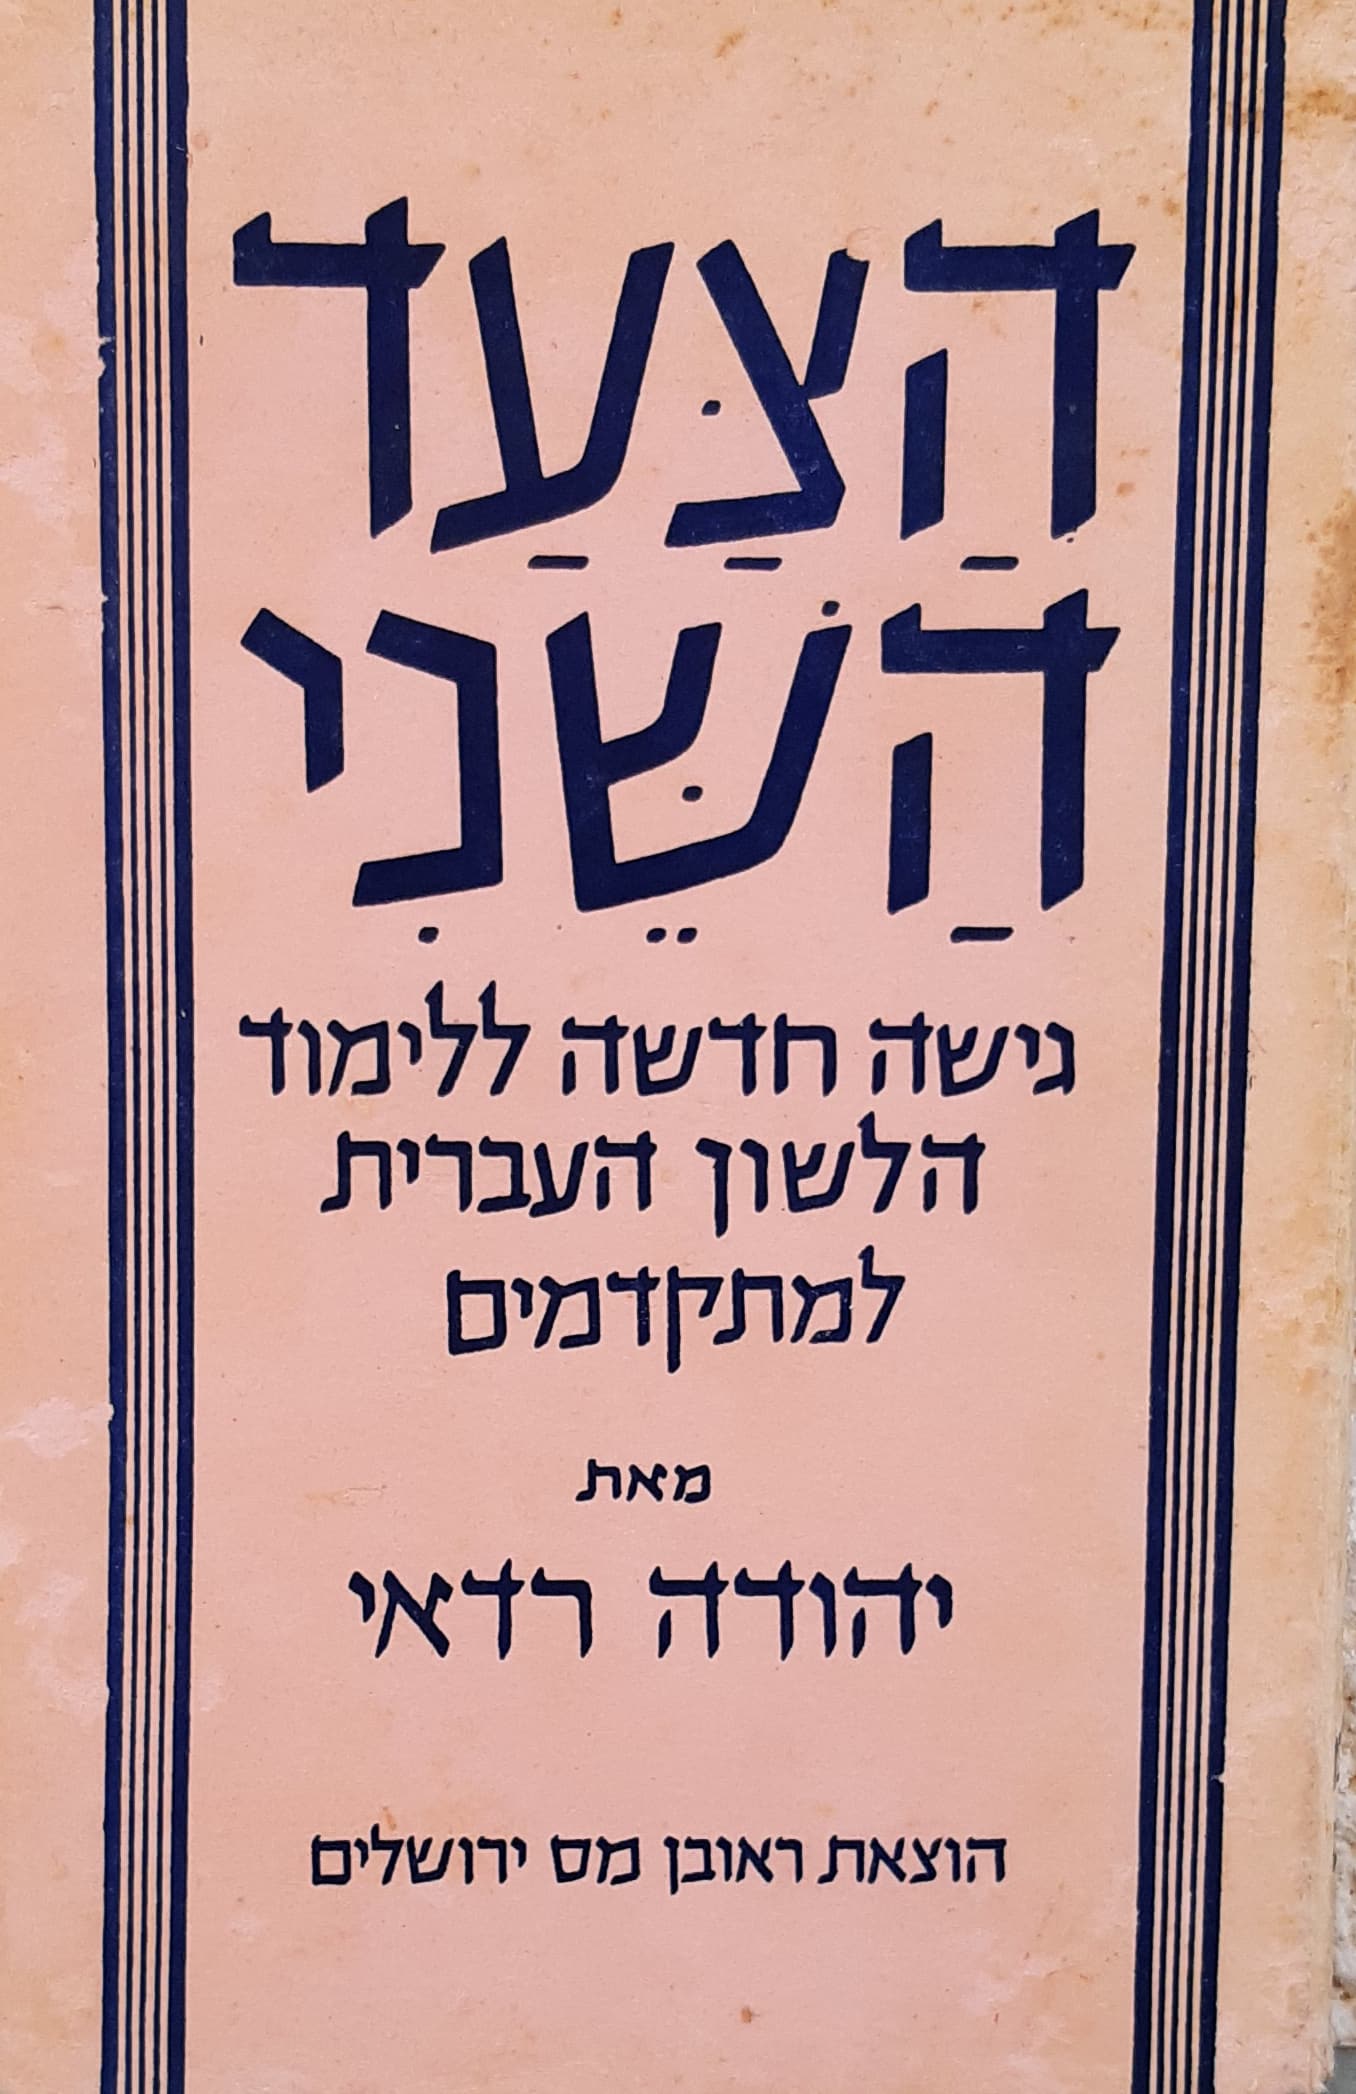 הַצַּעַד
הַשֵּׁנִי
גישה חדשה ללימוד
הלשון העברית
למתקדמים
מאת
יהודה רדאי
הוצאת ראובן מס ירושלים